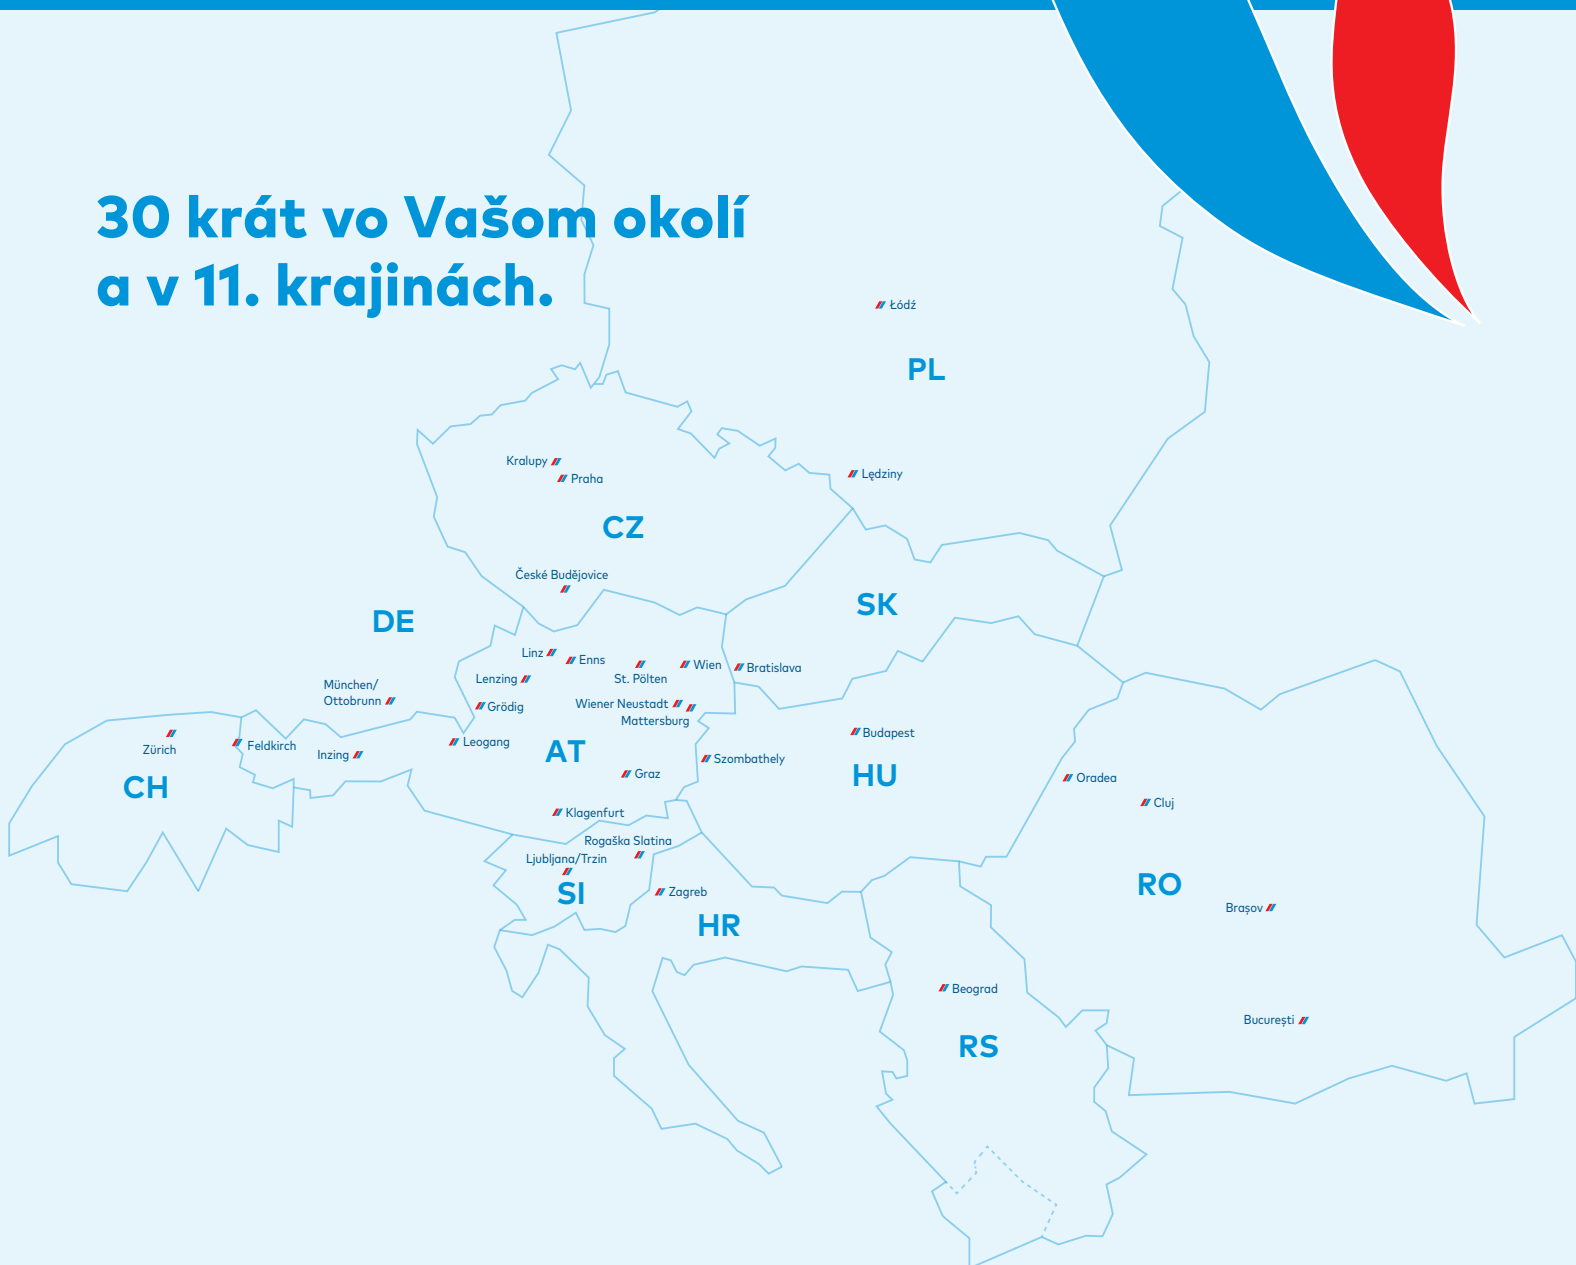 30 krát vo Vašom okolí
a v 11. krajinách.
Łódź
PL
Kralupy
Lędziny
Praha
CZ
České Budějovice
SK
DE
Linz
Enns
Wien
Bratislava
Lenzing
St. Pölten
München/
Ottobrunn
Grödig
Wiener Neustadt
Mattersburg
Budapest
Zürich
Feldkirch
Inzing
Leogang
AT
Szombathely
HU
Graz
Oradea
CH
Cluj
Klagenfurt
Rogaška Slatina
Ljubljana/Trzin
SI
Zagreb
RO
HR
Brașov
Beograd
București
RS